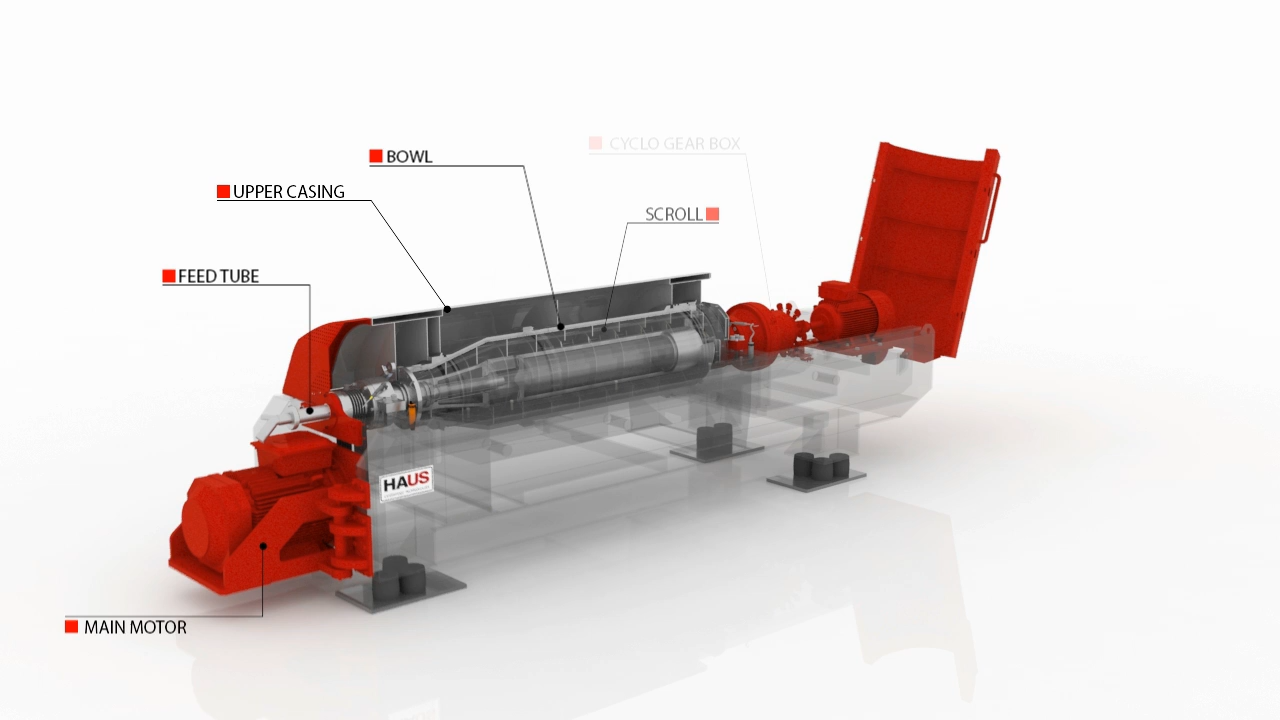 CYCLO GEAR BOX
BOWL
UPPER CASING
SCROLL
FEED TUBE
HAUS
MAIN MOTOR